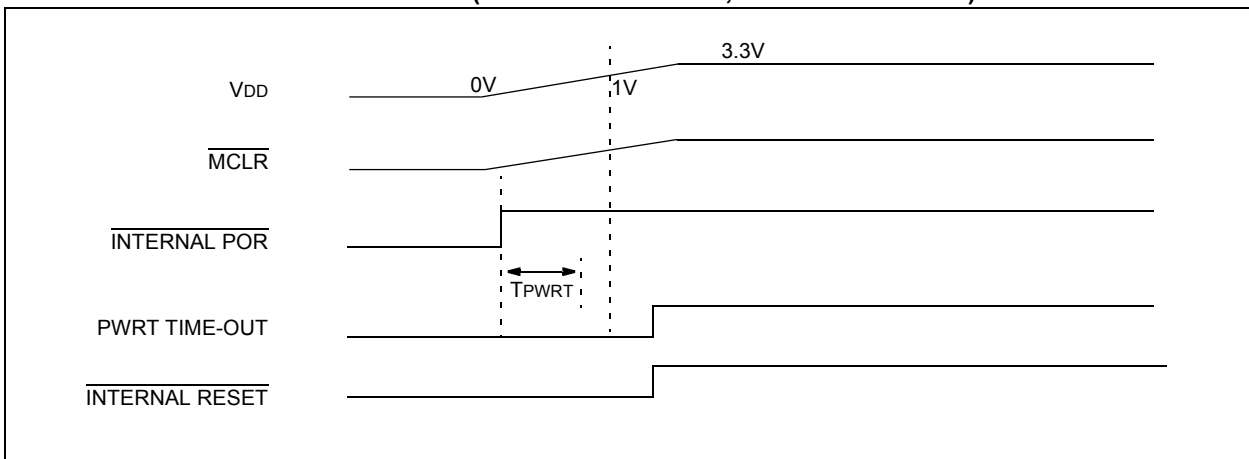 3.3V
VDD
0V
1V
MCLR
INTERNAL POR
TPWRT
PWRT TIME-OUT
INTERNAL RESET